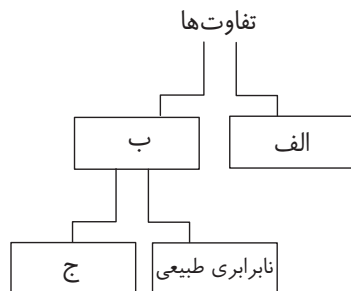 تفاوت‌ها
الف
ب
نابرابری طبیعی
ج